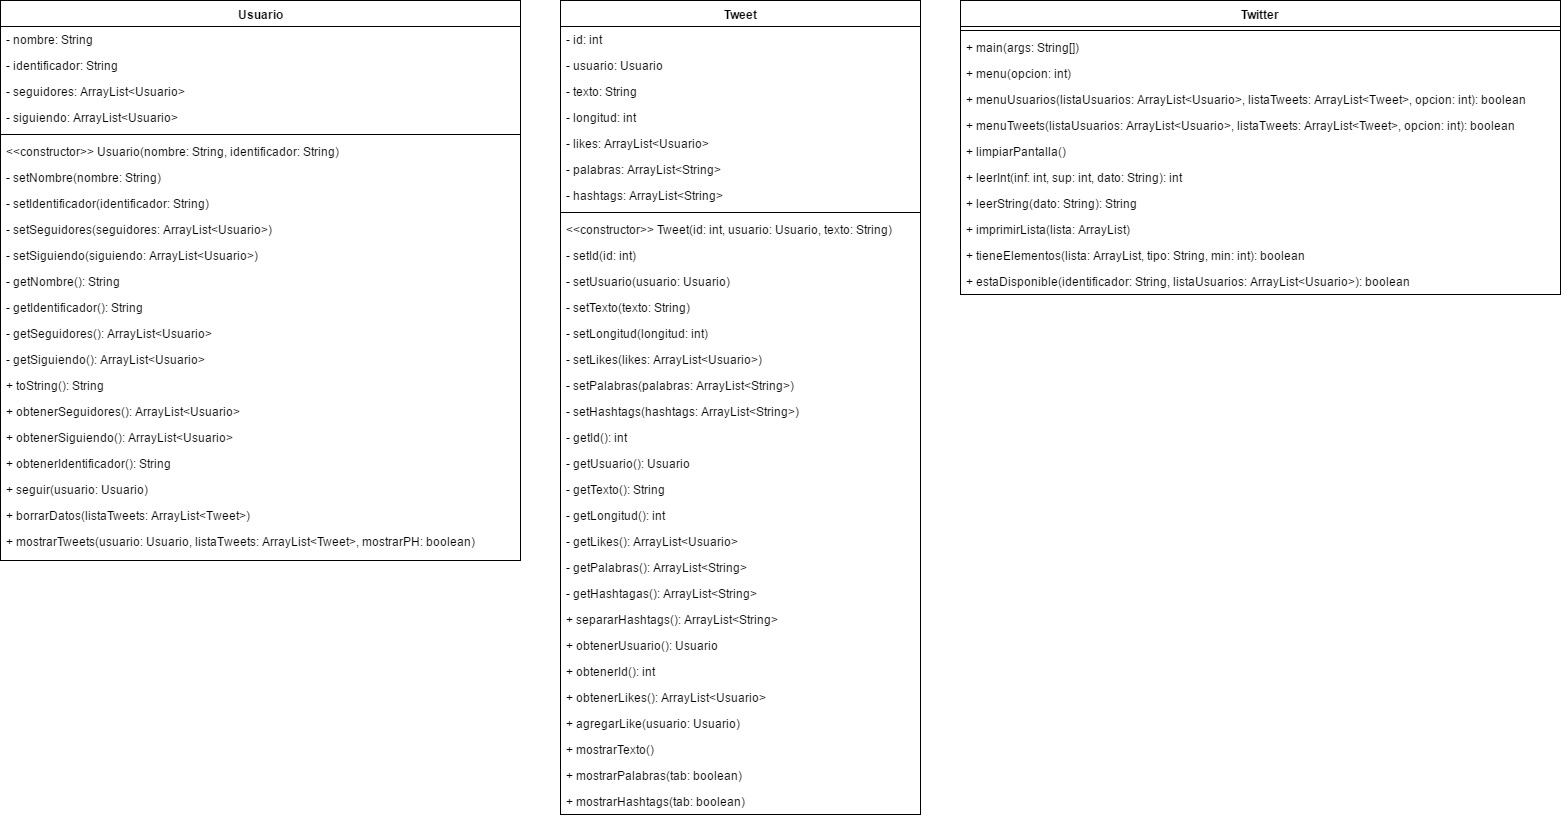 Usuario
- nombre: String
- identificador: String
- seguidores: ArrayList<Usuario>
- siguiendo: ArrayList<Usuario>
<<constructor>> Usuario(nombre: String, identificador: String)
- setNombre(nombre: String)
- setIdentificador(identificador: String)
- setSeguidores(seguidores: ArrayList<Usuario>)
- setSiguiendo(siguiendo: ArrayList<Usuario>)
- getNombre(): String
- getIdentificador(): String
- getSeguidores(): ArrayList<Usuario>
- getSiguiendo(): ArrayList<Usuario>
+ toString(): String
+ obtenerSeguidores(): ArrayList<Usuario>
+ obtenerSiguiendo(): ArrayList<Usuario>
+ obtenerIdentificador(): String
+ seguir(usuario: Usuario)
+ borrarDatos(listaTweets: ArrayList<Tweet>)
+ mostrarTweets(usuario: Usuario, listaTweets: ArrayList<Tweet>, mostrarPH: boolean)
Tweet
- id: int
- usuario: Usuario
- texto: String
- longitud: int
- likes: ArrayList<Usuario>
- palabras: ArrayList<String>
- hashtags: ArrayList<String>
<<constructor>> Tweet(id: int, usuario: Usuario, texto: String)
- setId(id: int)
- setUsuario(usuario: Usuario)
- setTexto(texto: String)
- setLongitud(longitud: int)
- setLikes(likes: ArrayList<Usuario>)
- setPalabras(palabras: ArrayList<String>)
- setHashtags(hashtags: ArrayList<String>)
- getId(): int
- getUsuario(): Usuario
- getTexto(): String
- getLongitud(): int
- getLikes(): ArrayList<Usuario>
- getPalabras(): ArrayList<String>
- getHashtagas(): ArrayList<String>
+ separarHashtags(): ArrayList<String>
+ obtenerUsuario(): Usuario
+ obtenerId(): int
+ obtenerLikes(): ArrayList<Usuario>
+ agregarLike(usuario: Usuario)
+ mostrarTexto()
+ mostrarPalabras(tab: boolean)
+ mostrarHashtags(tab: boolean)
Twitter
+ main(args: String[])
+ menu(opcion: int)
+ menuUsuarios(listaUsuarios: ArrayList<Usuario>, listaTweets: ArrayList<Tweet>, opcion: int): boolean
+ menuTweets(listaUsuarios: ArrayList<Usuario>, listaTweets: ArrayList<Tweet>, opcion: int): boolean
+ limpiarPantalla()
+ leerInt(inf: int, sup: int, dato: String): int
+ leerString(dato: String): String
+ imprimirLista(lista: ArrayList)
+ tieneElementos(lista: ArrayList, tipo: String, min: int): boolean
+ estaDisponible(identificador: String, listaUsuarios: ArrayList<Usuario>): boolean